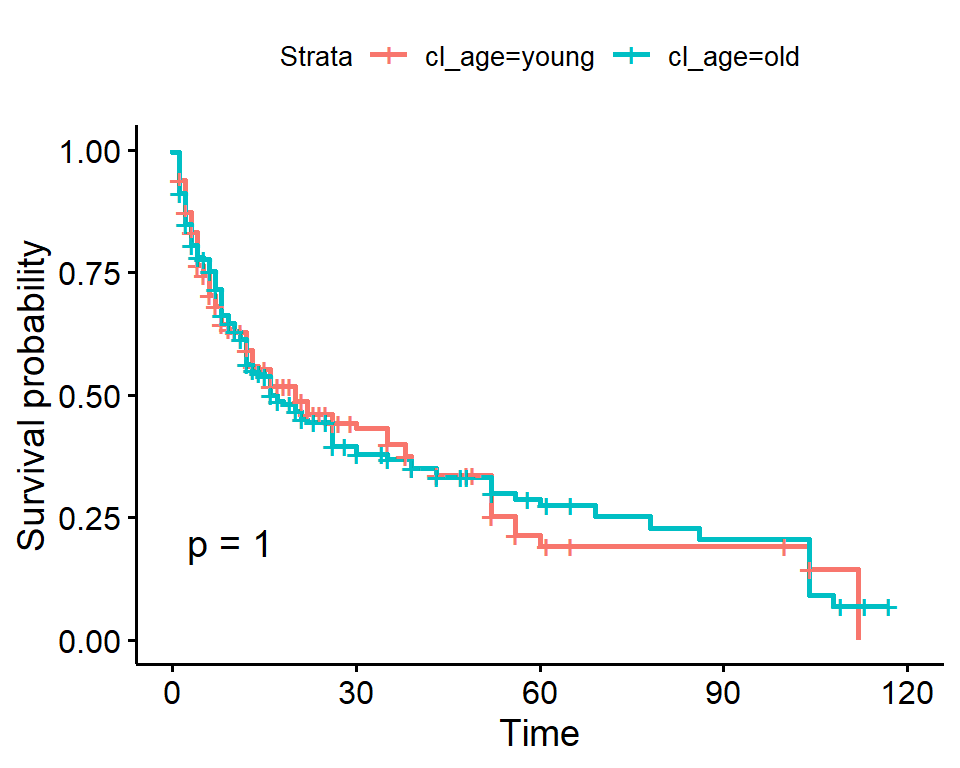 Strata cl_age=young cl_age=old
Survival probability
1.00
0.75
0.50
0.25
0.00
p = 1
0 30 60 90 120
Time